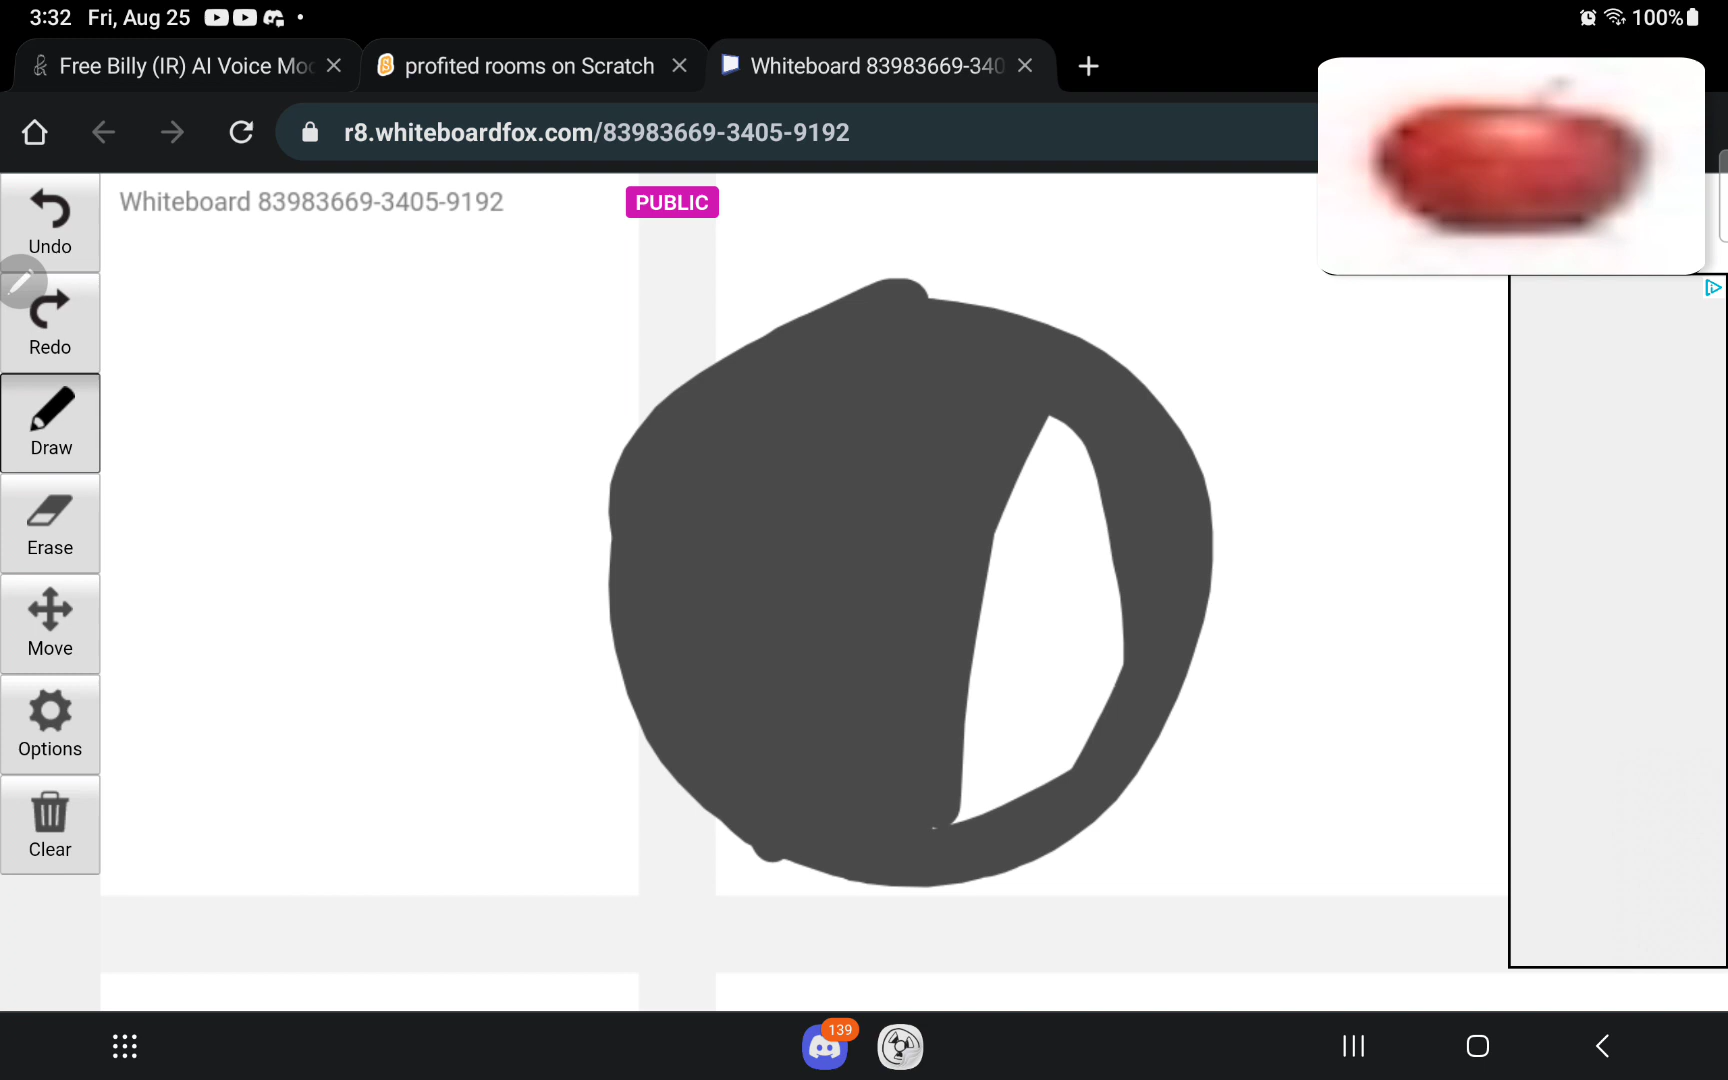 3:32 Fri, Aug 25
100%
Free Billy (IR) AI Voice Moc
profited rooms on Scratch
Whiteboard 83983669-340
r8.whiteboardfox.com/83983669-3405-9192
Whiteboard 83983669-3405-9192
PUBLIC
Undo
Redo
Draw
Erase
Move
Options
Clear
139